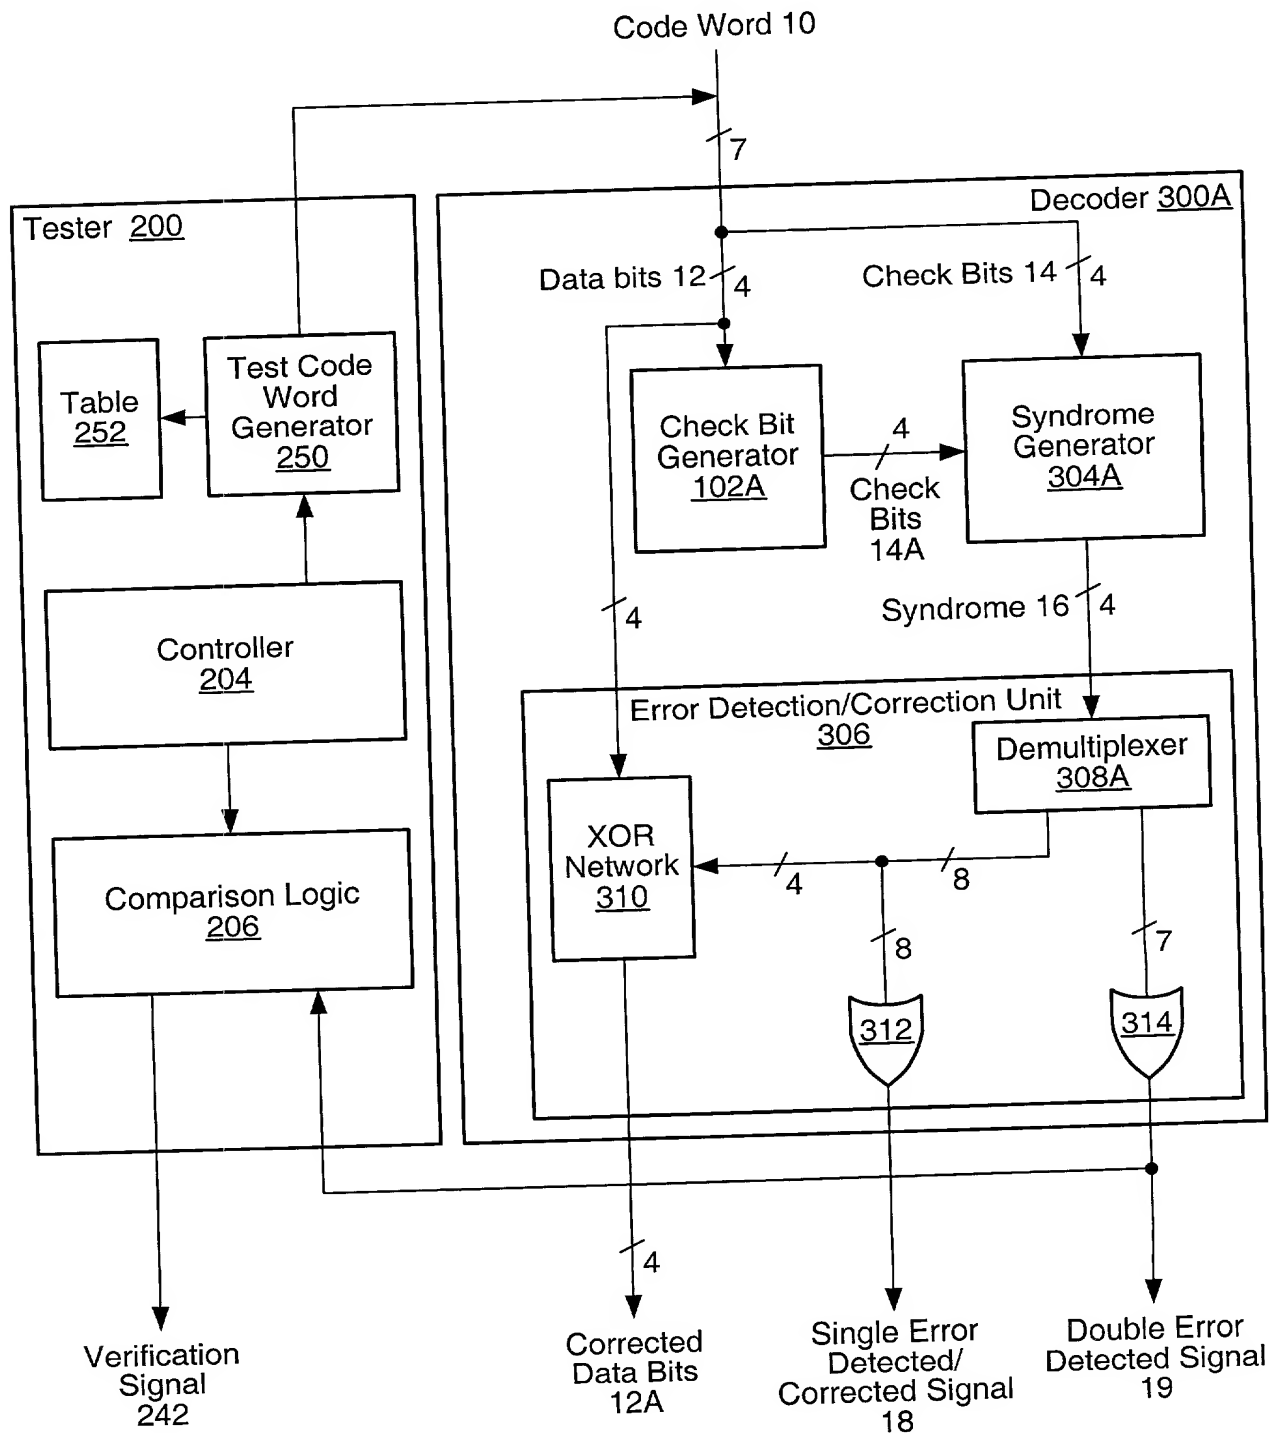 Code Word 10
7
Tester 200
Decoder 300A
Data bits 12
4
Check Bits 14
4
Table
252
Test Code
Word
Generator
250
Check Bit
Generator
102A
4
Check
Bits
14A
Syndrome
Generator
304A
Controller
204
4
Syndrome 16
4
Error Detection/Correction Unit
306
Demultiplexer
308A
XOR
Network
310
4
8
8
7
Comparison Logic
206
312
314
4
Verification
Signal
242
Corrected
Data Bits
12A
Single Error
Detected/
Corrected Signal
18
Double Error
Detected Signal
19